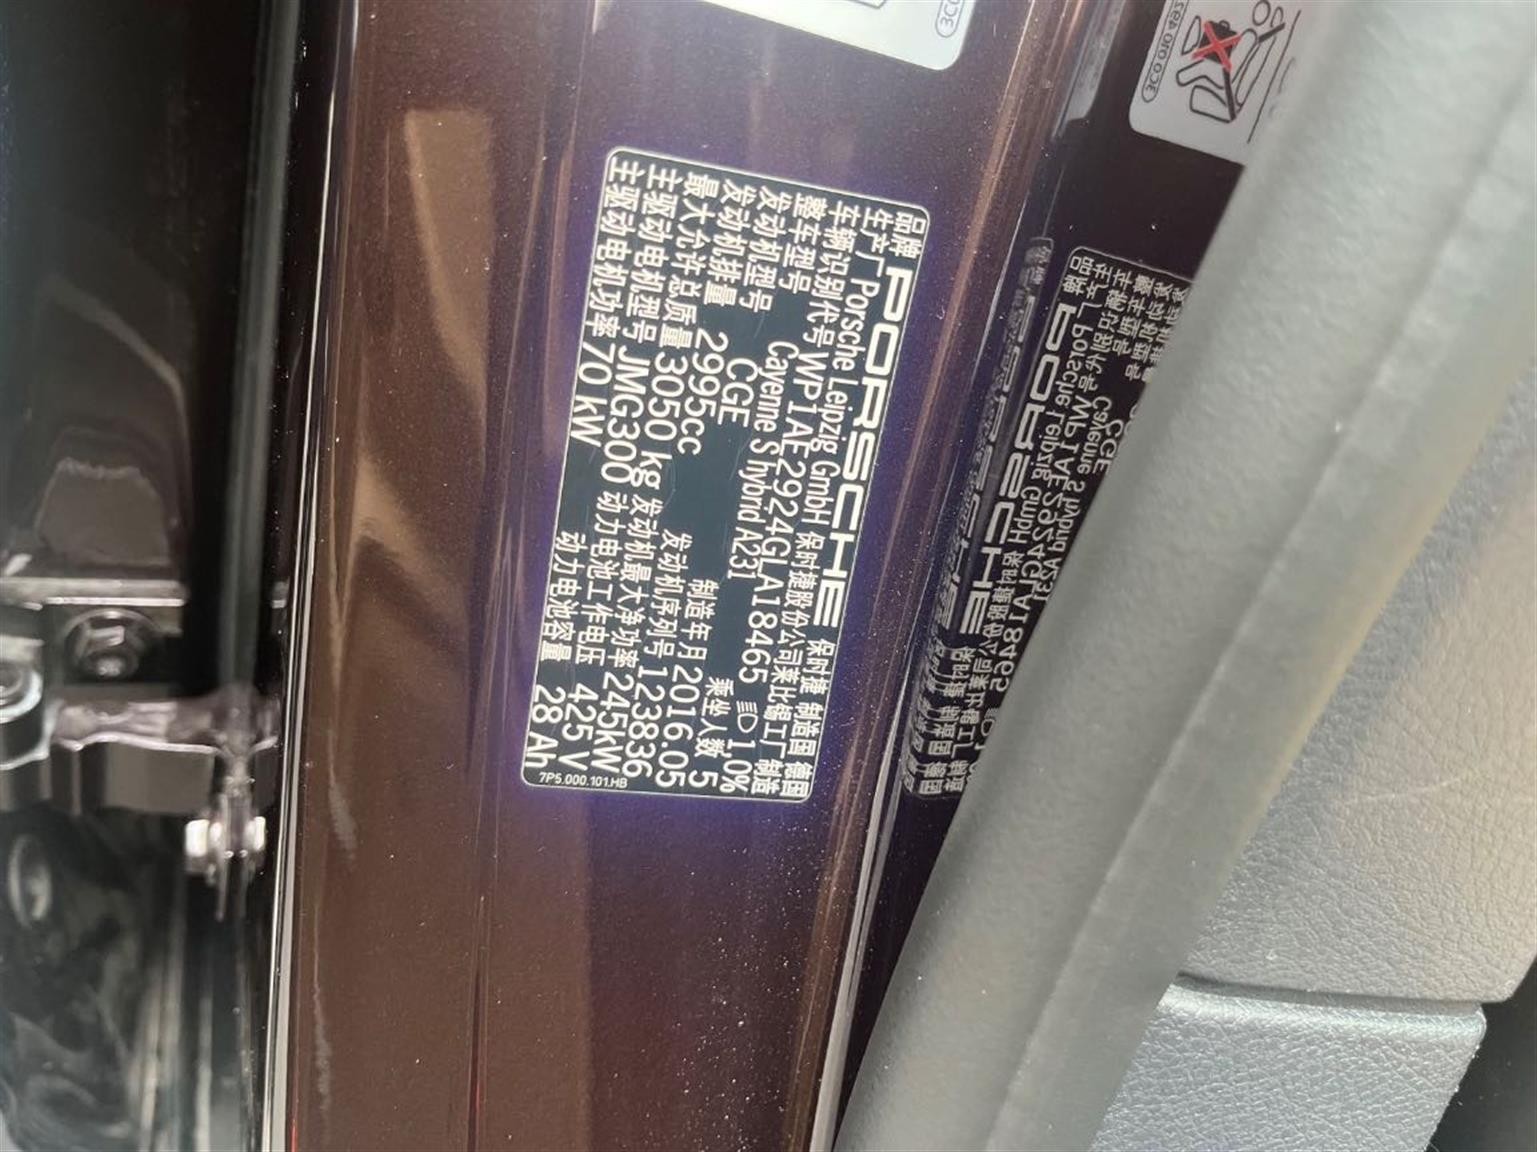 品牌 PORSCHE 保时捷 制造国 德国
生产厂 Porsche Leipzig GmbH 保时捷股份公司莱比锡工厂 制造
车辆识别代号 WP1AE2924GLA18465 1.0%
整车型号 Cayenne S hybrid A231 乘坐人数 5
发动机型号 CGE 制造年月 2016.05
发动机排量 2995cc 发动机序列号 123836
最大允许总质量 3050 kg 发动机最大净功率 245kW
主驱动电机型号 JMG300 动力电池工作电压 425 V
主驱动电机功率 70 kW 动力电池容量 28 Ah
7P5.000.101.HB